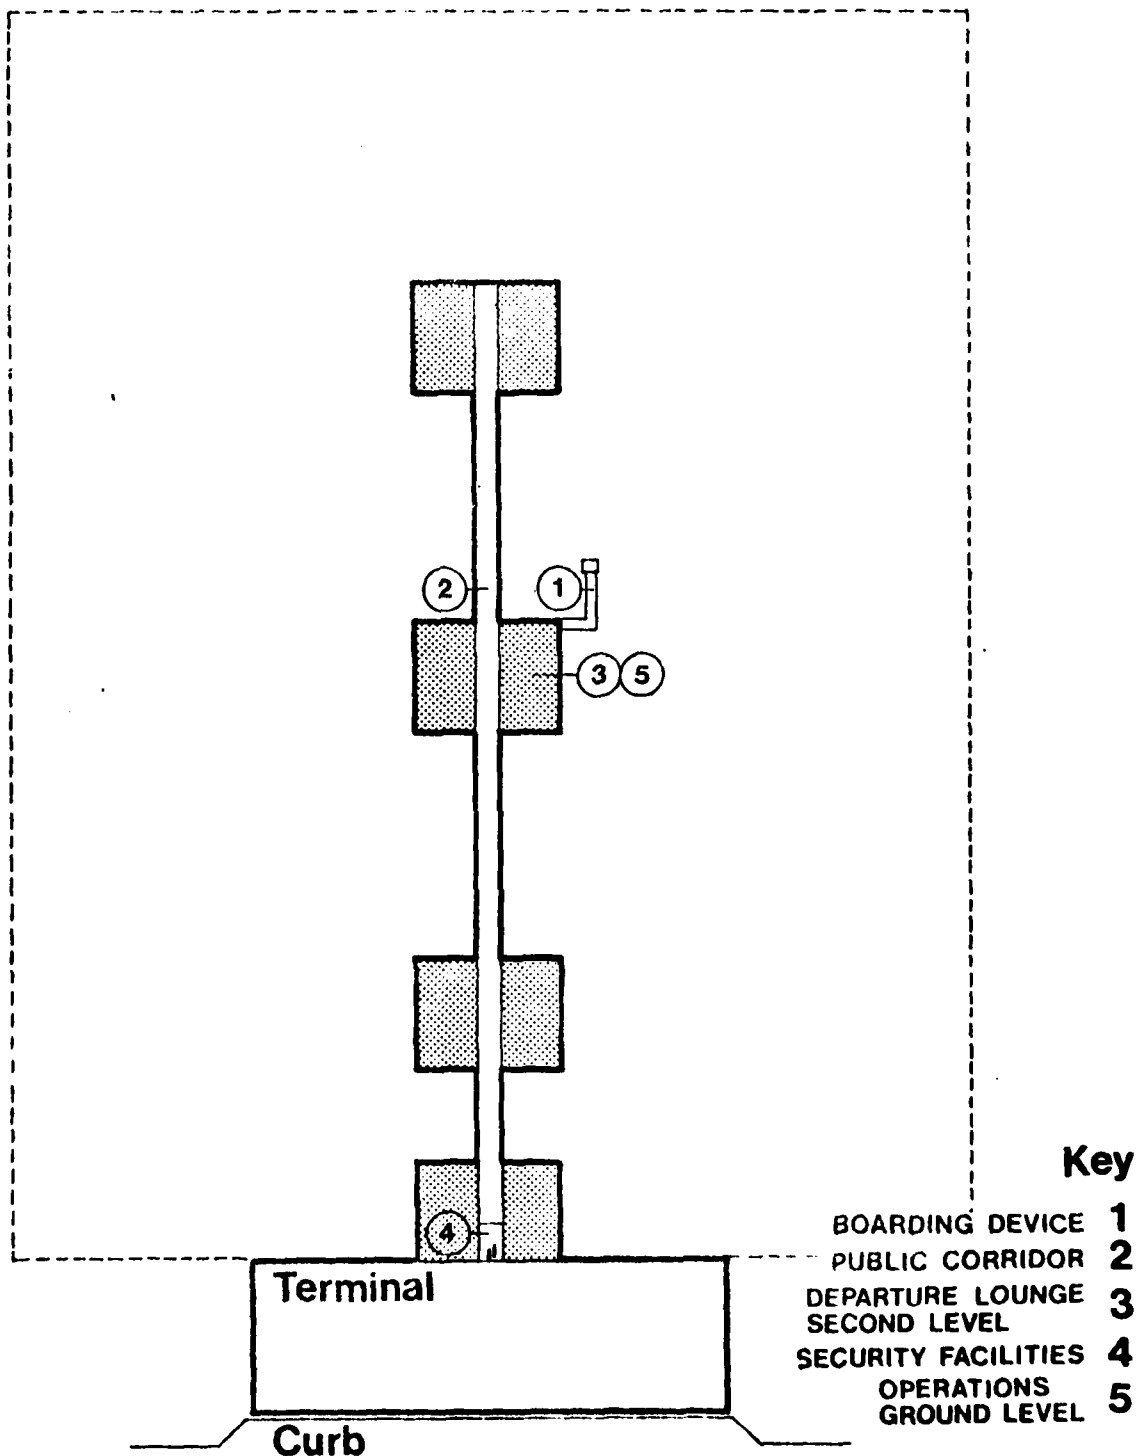 2
1
3 5
4
Terminal
Curb
Key
BOARDING DEVICE 1
PUBLIC CORRIDOR 2
DEPARTURE LOUNGE
SECOND LEVEL 3
SECURITY FACILITIES 4
OPERATIONS
GROUND LEVEL 5